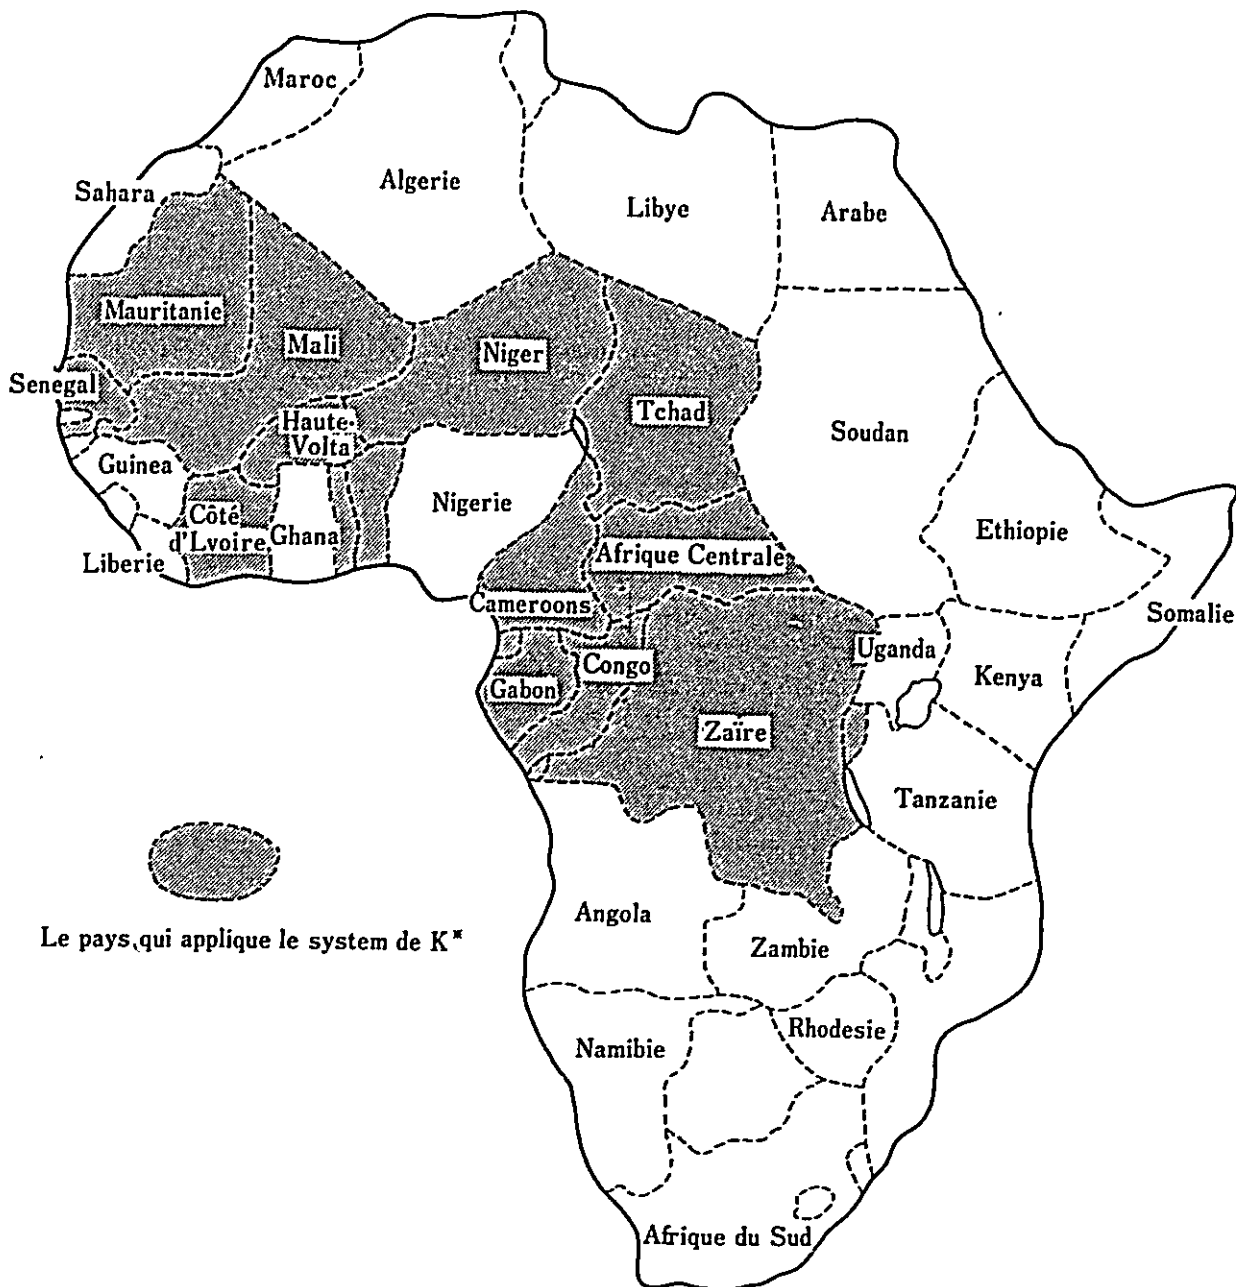 Maroc
Algerie
Sahara
Libye
Arabe
Mauritanie
Mali
Niger
Senegal
Tchad
Haute-
Volta
Soudan
Guinea
Nigerie
Côté
d'Lvoire
Ghana
Ethiopie
Liberie
Afrique Centrale
Cameroons
Somalie
Uganda
Congo
Kenya
Gabon
Zaïre
Tanzanie
Angola
Le pays,qui applique le system de K*
Zambie
Rhodesie
Namibie
Afrique du Sud